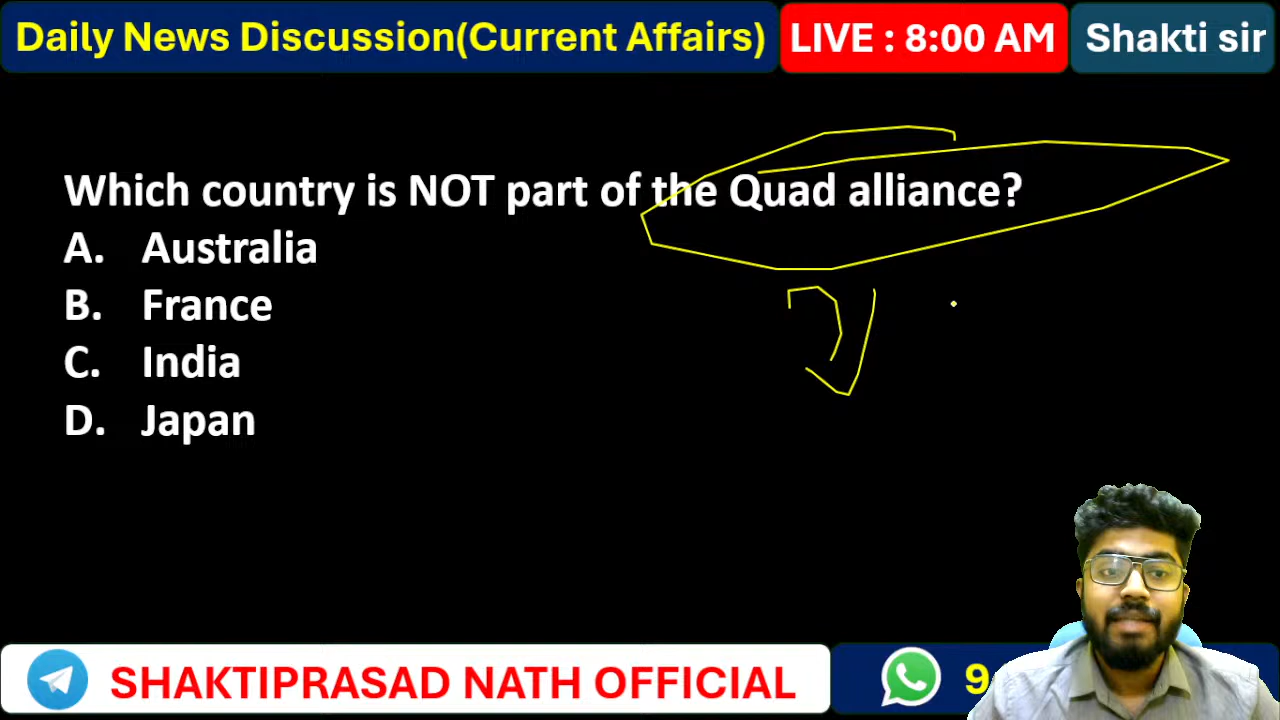 Daily News Discussion(Current Affairs)
LIVE : 8:00 AM
Shakti sir
Which country is NOT part of the Quad alliance?
A. Australia
B. France
C. India
D. Japan
SHAKTIPRASAD NATH OFFICIAL
9